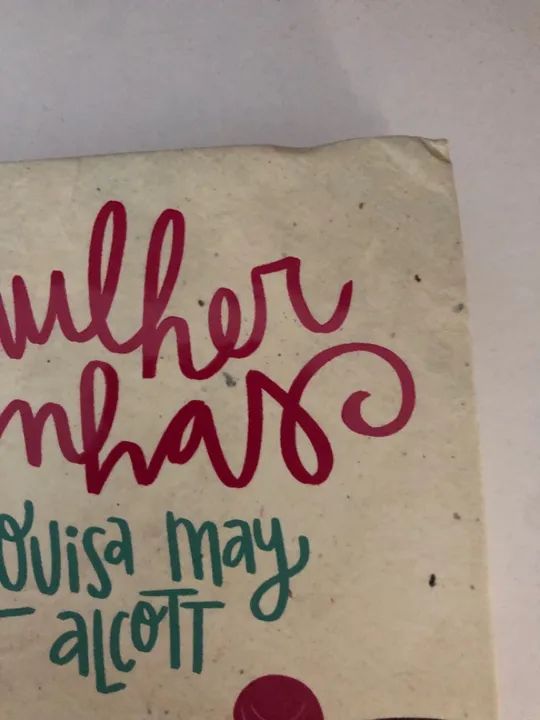 ulher
nhas
ouisa may
alcott